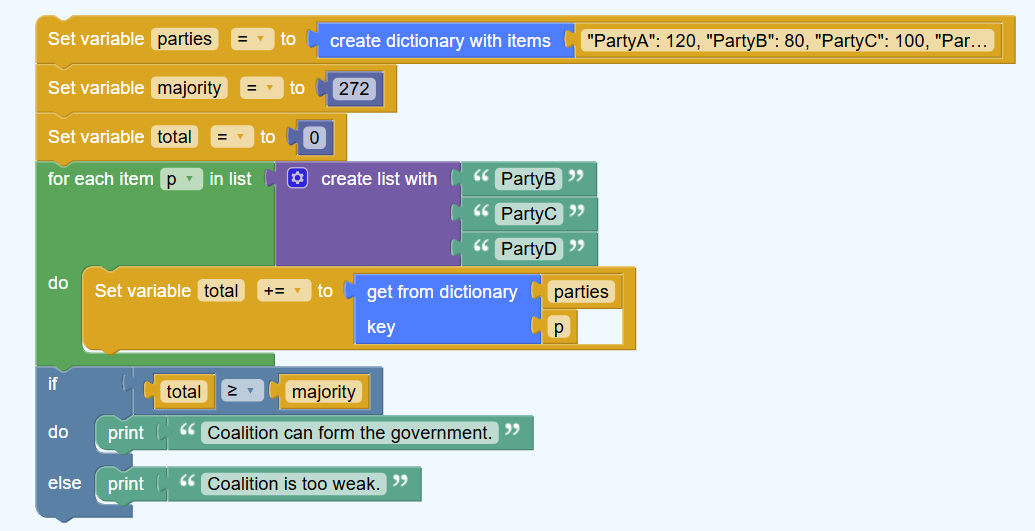 Set variable parties = to create dictionary with items "PartyA": 120, "PartyB": 80, "PartyC": 100, "Par...
Set variable majority = to 272
Set variable total = to 0
for each item p in list create list with “ PartyB ”
“ PartyC ”
“ PartyD ”
do Set variable total += to get from dictionary parties
key p
if total ≥ majority
do print “ Coalition can form the government. ”
else print “ Coalition is too weak. ”